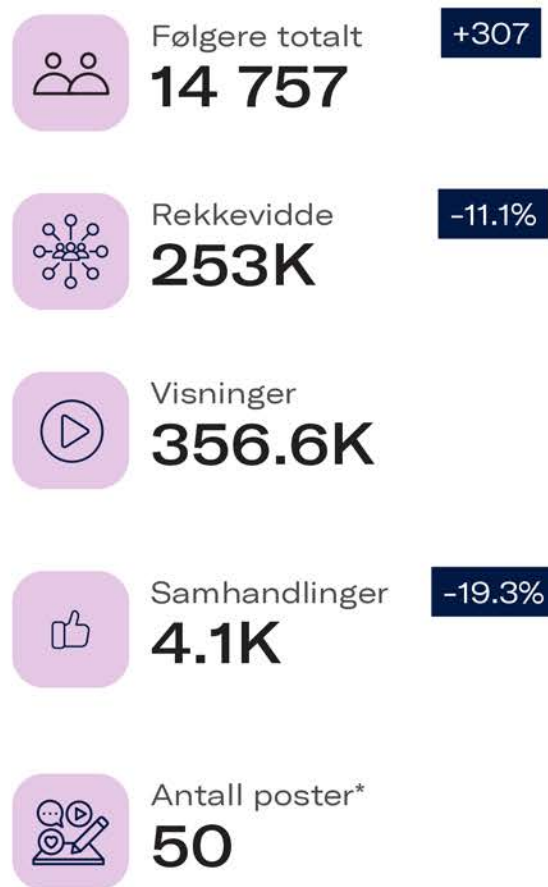 Følgere totalt
+307
14 757
Rekkevidde
-11.1%
253K
Visninger
356.6K
Samhandlinger
-19.3%
4.1K
Antall poster*
50